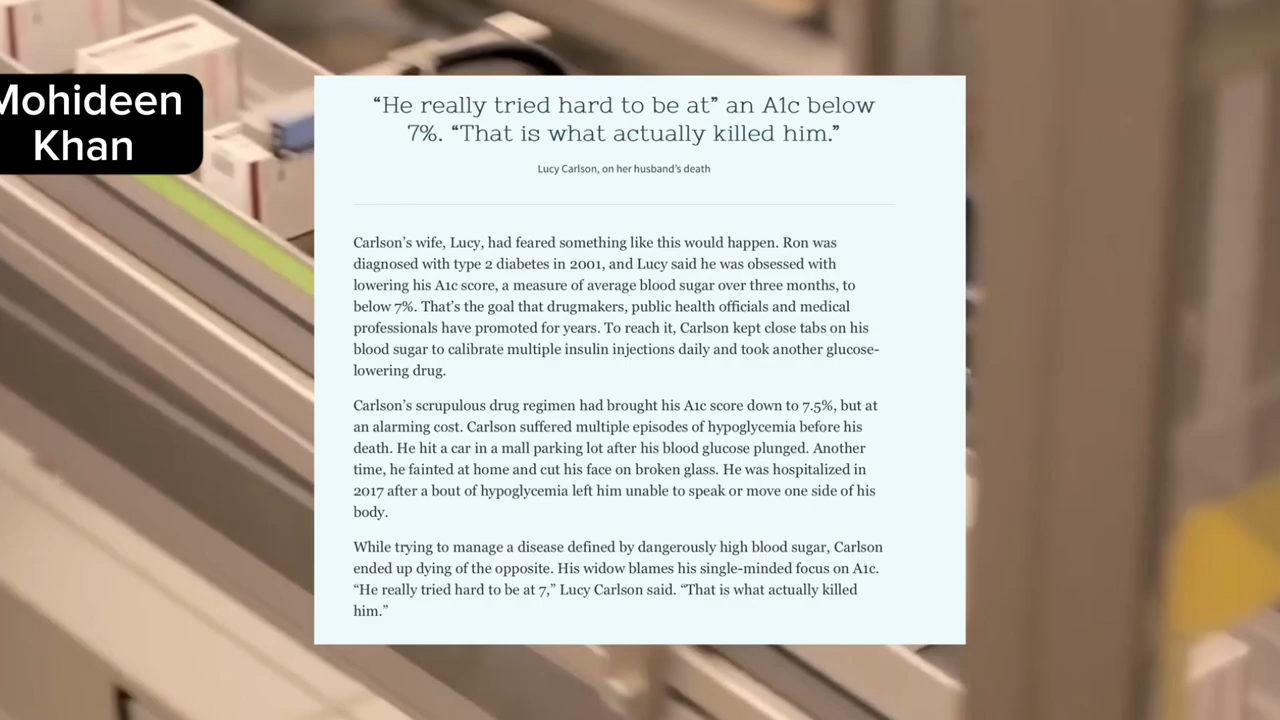 Mohideen
Khan
“He really tried hard to be at” an A1c below
7%. “That is what actually killed him.”
Lucy Carlson, on her husband’s death
Carlson’s wife, Lucy, had feared something like this would happen. Ron was
diagnosed with type 2 diabetes in 2001, and Lucy said he was obsessed with
lowering his A1c score, a measure of average blood sugar over three months, to
below 7%. That’s the goal that drugmakers, public health officials and medical
professionals have promoted for years. To reach it, Carlson kept close tabs on his
blood sugar to calibrate multiple insulin injections daily and took another glucose-
lowering drug.
Carlson’s scrupulous drug regimen had brought his A1c score down to 7.5%, but at
an alarming cost. Carlson suffered multiple episodes of hypoglycemia before his
death. He hit a car in a mall parking lot after his blood glucose plunged. Another
time, he fainted at home and cut his face on broken glass. He was hospitalized in
2017 after a bout of hypoglycemia left him unable to speak or move one side of his
body.
While trying to manage a disease defined by dangerously high blood sugar, Carlson
ended up dying of the opposite. His widow blames his single-minded focus on A1c.
“He really tried hard to be at 7,” Lucy Carlson said. “That is what actually killed
him.”